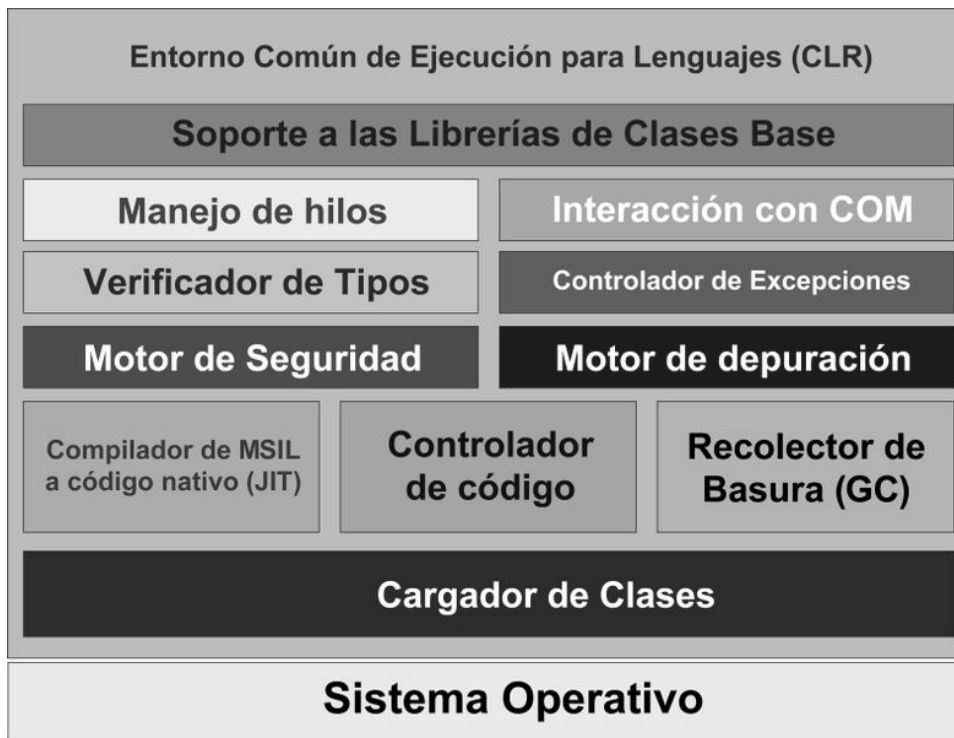 Entorno Común de Ejecución para Lenguajes (CLR)
Soporte a las Librerías de Clases Base
Manejo de hilos
Interacción con COM
Verificador de Tipos
Controlador de Excepciones
Motor de Seguridad
Motor de depuración
Compilador de MSIL
a código nativo (JIT)
Controlador
de código
Recolector de
Basura (GC)
Cargador de Clases
Sistema Operativo